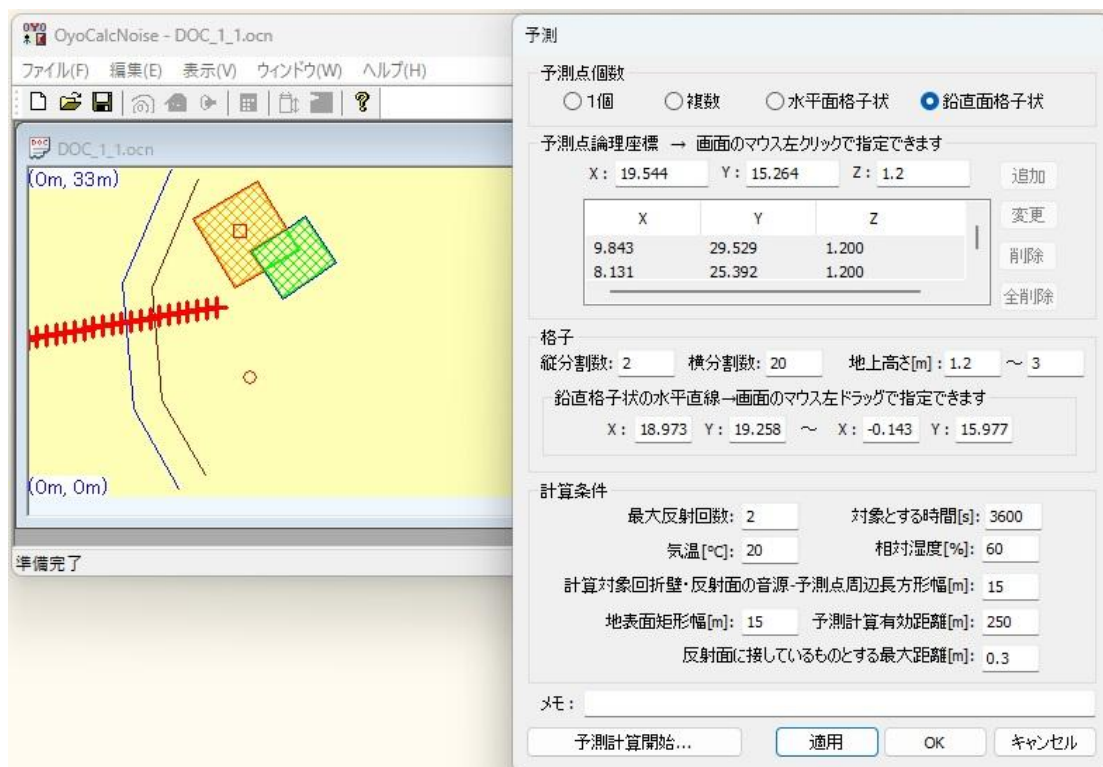 OYO OyoCalcNoise - DOC_1_1.ocn
ファイル(F) 編集(E) 表示(V) ウィンドウ(W) ヘルプ(H)
DOC DOC_1_1.ocn
(0m, 33m)
(0m, 0m)
準備完了
予測
予測点個数
1個 複数 水平面格子状 鉛直面格子状
予測点論理座標 → 画面のマウス左クリックで指定できます
X: 19.544 Y: 15.264 Z: 1.2 追加
X Y Z 変更
9.843 29.529 1.200 削除
8.131 25.392 1.200
全削除
格子
縦分割数: 2 横分割数: 20 地上高さ[m]: 1.2 ～ 3
鉛直格子状の水平直線→画面のマウス左ドラッグで指定できます
X: 18.973 Y: 19.258 ～ X: -0.143 Y: 15.977
計算条件
最大反射回数: 2 対象とする時間[s]: 3600
気温[℃]: 20 相対湿度[%]: 60
計算対象回折壁・反射面の音源-予測点周辺長方形幅[m]: 15
地表面矩形幅[m]: 15 予測計算有効距離[m]: 250
反射面に接しているものとする最大距離[m]: 0.3
メモ:
予測計算開始... 適用 OK キャンセル